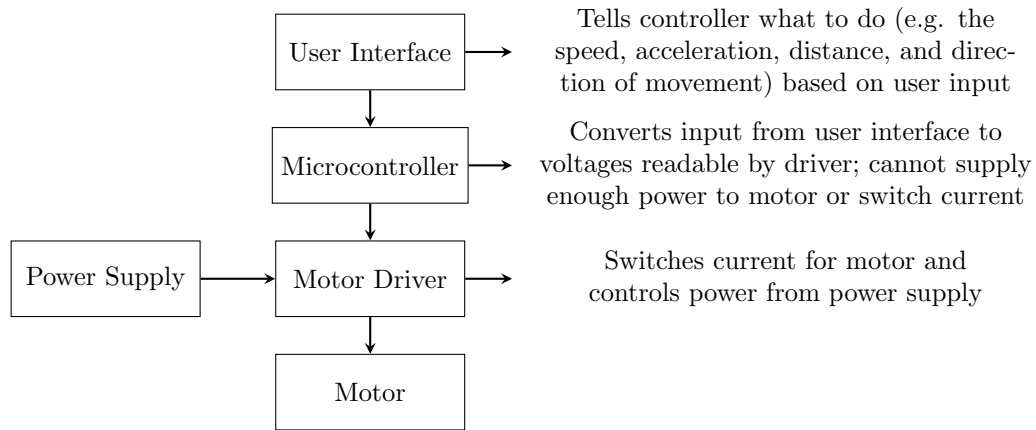 User Interface
Tells controller what to do (e.g. the
speed, acceleration, distance, and direc-
tion of movement) based on user input
Microcontroller
Converts input from user interface to
voltages readable by driver; cannot supply
enough power to motor or switch current
Power Supply
Motor Driver
Switches current for motor and
controls power from power supply
Motor